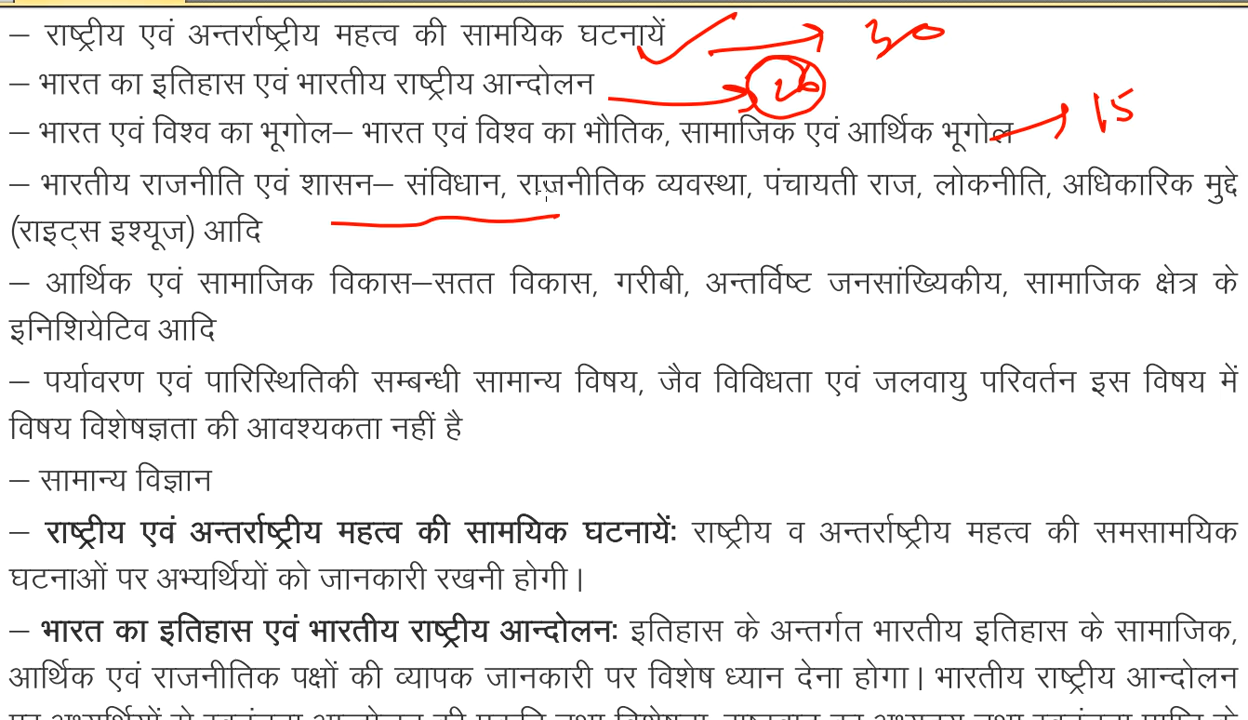 – राष्ट्रीय एवं अन्तर्राष्ट्रीय महत्व की सामयिक घटनायें 30
– भारत का इतिहास एवं भारतीय राष्ट्रीय आन्दोलन
– भारत एवं विश्व का भूगोल– भारत एवं विश्व का भौतिक, सामाजिक एवं आर्थिक भूगोल 15
– भारतीय राजनीति एवं शासन– संविधान, राजनीतिक व्यवस्था, पंचायती राज, लोकनीति, अधिकारिक मुद्दे
(राइट्स इश्यूज) आदि
– आर्थिक एवं सामाजिक विकास–सतत विकास, गरीबी, अन्तर्विष्ट जनसांख्यिकीय, सामाजिक क्षेत्र के
इनिशियेटिव आदि
– पर्यावरण एवं पारिस्थितिकी सम्बन्धी सामान्य विषय, जैव विविधता एवं जलवायु परिवर्तन इस विषय में
विषय विशेषज्ञता की आवश्यकता नहीं है
– सामान्य विज्ञान
– राष्ट्रीय एवं अन्तर्राष्ट्रीय महत्व की सामयिक घटनायेंः राष्ट्रीय व अन्तर्राष्ट्रीय महत्व की समसामयिक
घटनाओं पर अभ्यर्थियों को जानकारी रखनी होगी।
– भारत का इतिहास एवं भारतीय राष्ट्रीय आन्दोलनः इतिहास के अन्तर्गत भारतीय इतिहास के सामाजिक,
आर्थिक एवं राजनीतिक पक्षों की व्यापक जानकारी पर विशेष ध्यान देना होगा। भारतीय राष्ट्रीय आन्दोलन